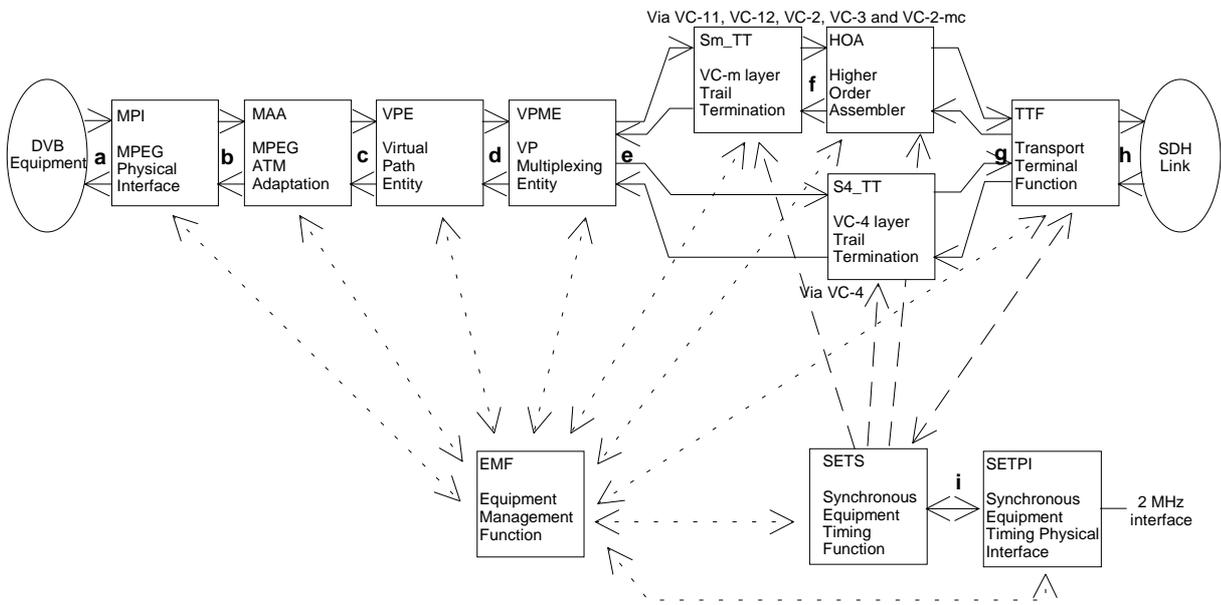 Via VC-11, VC-12, VC-2, VC-3 and VC-2-mc
DVB
Equipment
a
MPI
MPEG
Physical
Interface
b
MAA
MPEG
ATM
Adaptation
c
VPE
Virtual
Path
Entity
d
VPME
VP
Multiplexing
Entity
e
Sm_TT
VC-m layer
Trail
Termination
f
HOA
Higher
Order
Assembler
S4_TT
VC-4 layer
Trail
Termination
Via VC-4
g
TTF
Transport
Terminal
Function
h
SDH
Link
EMF
Equipment
Management
Function
SETS
Synchronous
Equipment
Timing
Function
i
SETPI
Synchronous
Equipment
Timing Physical
Interface
2 MHz
interface